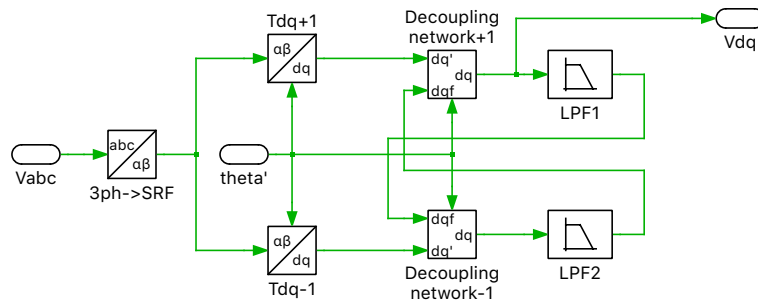 Tdq+1
αβ
dq
Decoupling
network+1
dq'
dq
dqf
LPF1
Vdq
Vabc
abc
αβ
3ph->SRF
theta'
αβ
dq
Tdq-1
dqf
dq
dq'
Decoupling
network-1
LPF2